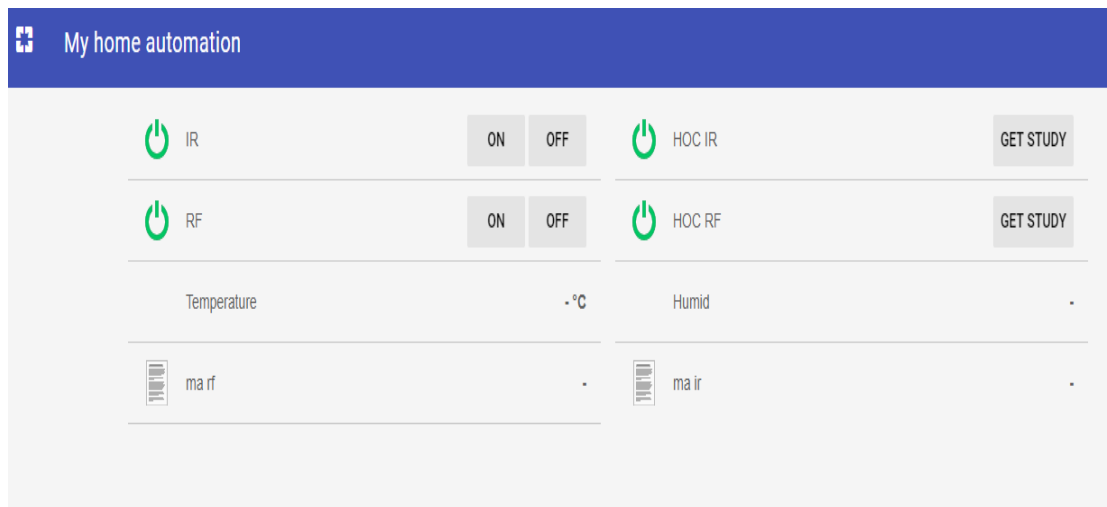 My home automation
IR ON OFF HOC IR GET STUDY
RF ON OFF HOC RF GET STUDY
Temperature - °C Humid -
ma rf - ma ir -